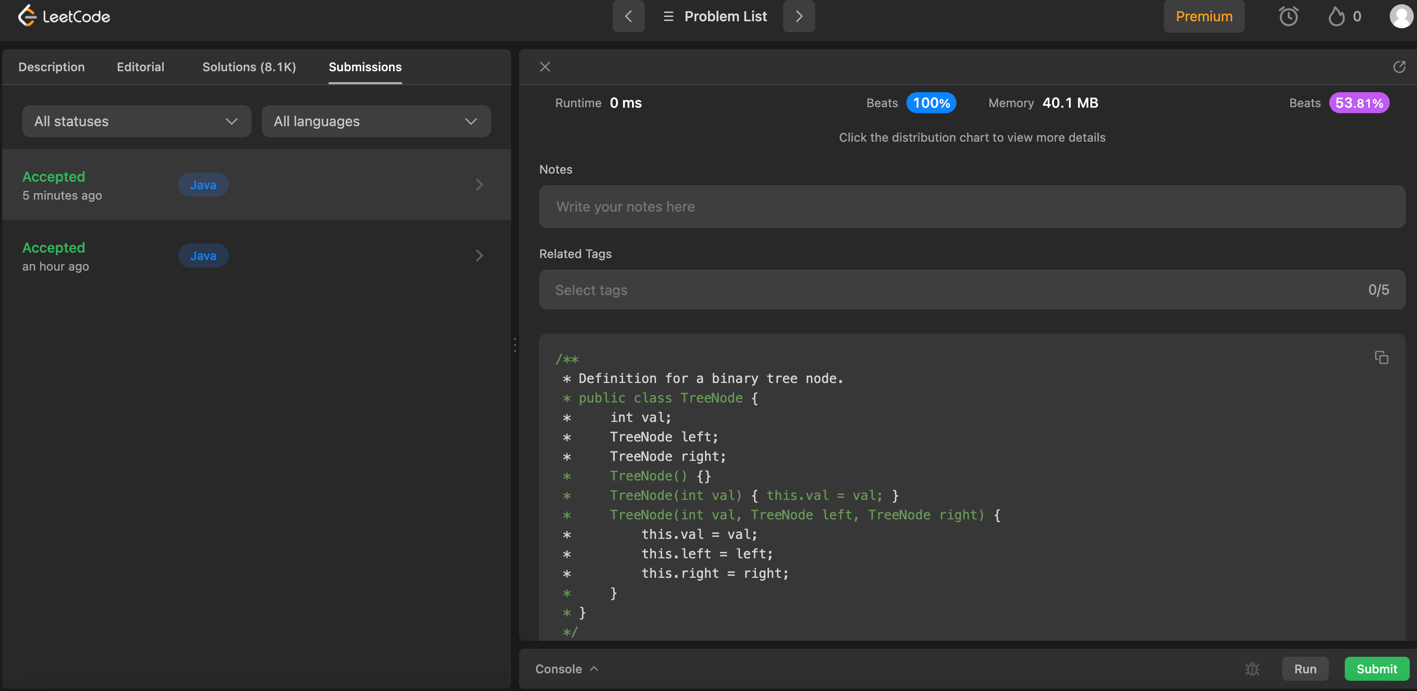 LeetCode
Problem List
Premium
0
Description Editorial Solutions (8.1K) Submissions
All statuses All languages
Accepted
5 minutes ago
Java
Accepted
an hour ago
Java
Runtime 0 ms Beats 100% Memory 40.1 MB Beats 53.81%
Click the distribution chart to view more details
Notes
Write your notes here
Related Tags
Select tags 0/5
/**
 * Definition for a binary tree node.
 * public class TreeNode {
 *     int val;
 *     TreeNode left;
 *     TreeNode right;
 *     TreeNode() {}
 *     TreeNode(int val) { this.val = val; }
 *     TreeNode(int val, TreeNode left, TreeNode right) {
 *         this.val = val;
 *         this.left = left;
 *         this.right = right;
 *     }
 * }
 */
Console Run Submit